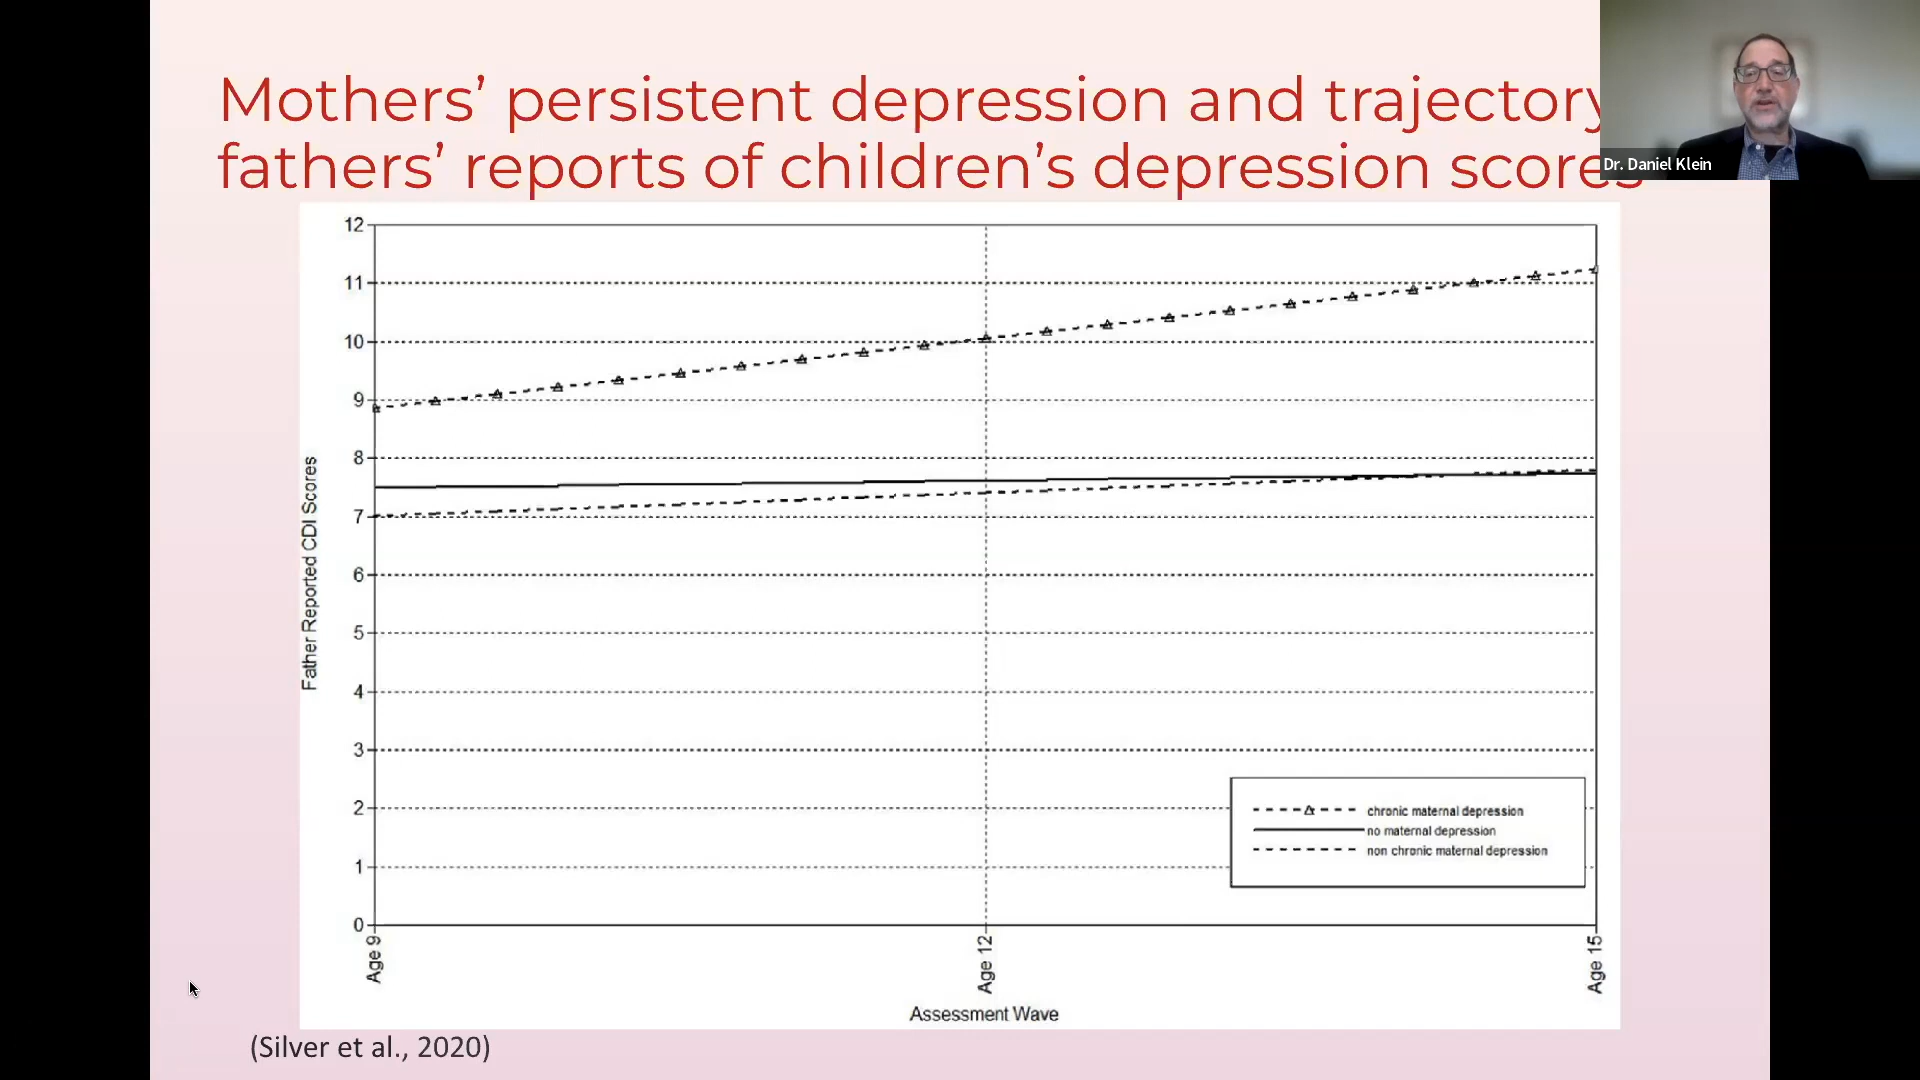 Mothers’ persistent depression and trajectory
fathers’ reports of children’s depression scores
Dr. Daniel Klein
12
11
10
9
8
7
6
5
4
3
2
1
0
Father Reported CDI Scores
chronic maternal depression
no maternal depression
non chronic maternal depression
Age 9
Age 12
Age 15
Assessment Wave
(Silver et al., 2020)